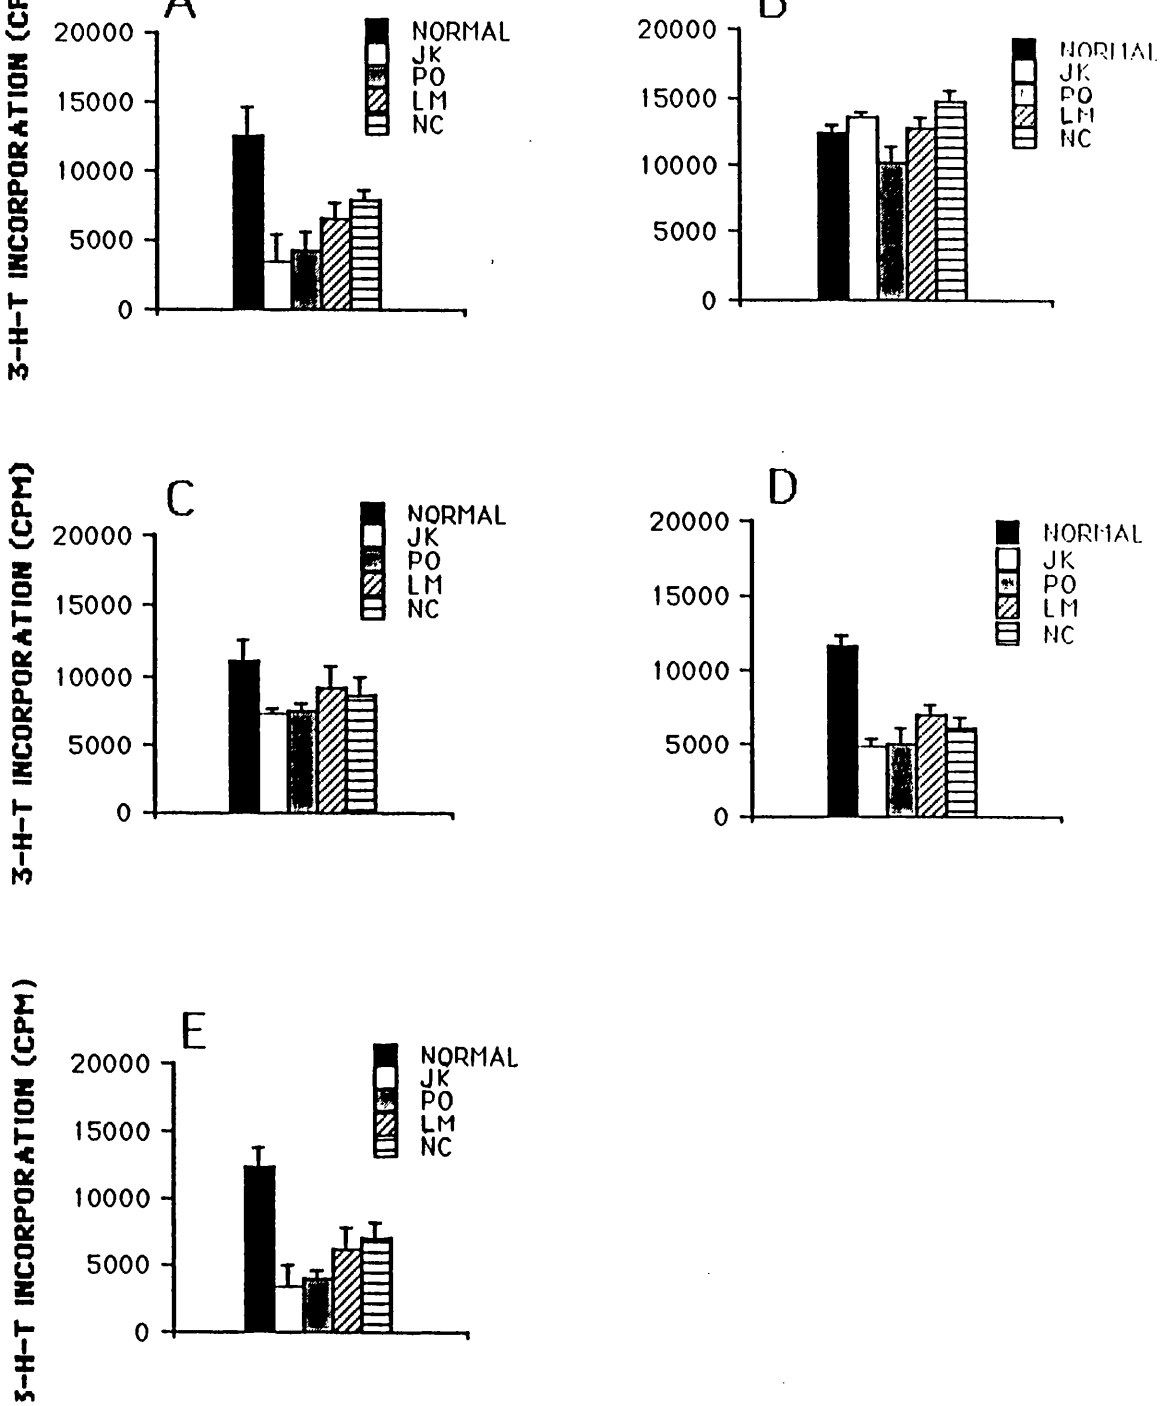 A
3-H-T INCORPORATION (CP
20000
15000
10000
5000
0
NORMAL
JK
PO
LM
NC
B
20000
15000
10000
5000
0
NORMAL
JK
PO
LM
NC
C
3-H-T INCORPORATION (CPM)
20000
15000
10000
5000
0
NORMAL
JK
PO
LM
NC
D
20000
15000
10000
5000
0
NORMAL
JK
PO
LM
NC
E
3-H-T INCORPORATION (CPM)
20000
15000
10000
5000
0
NORMAL
JK
PO
LM
NC